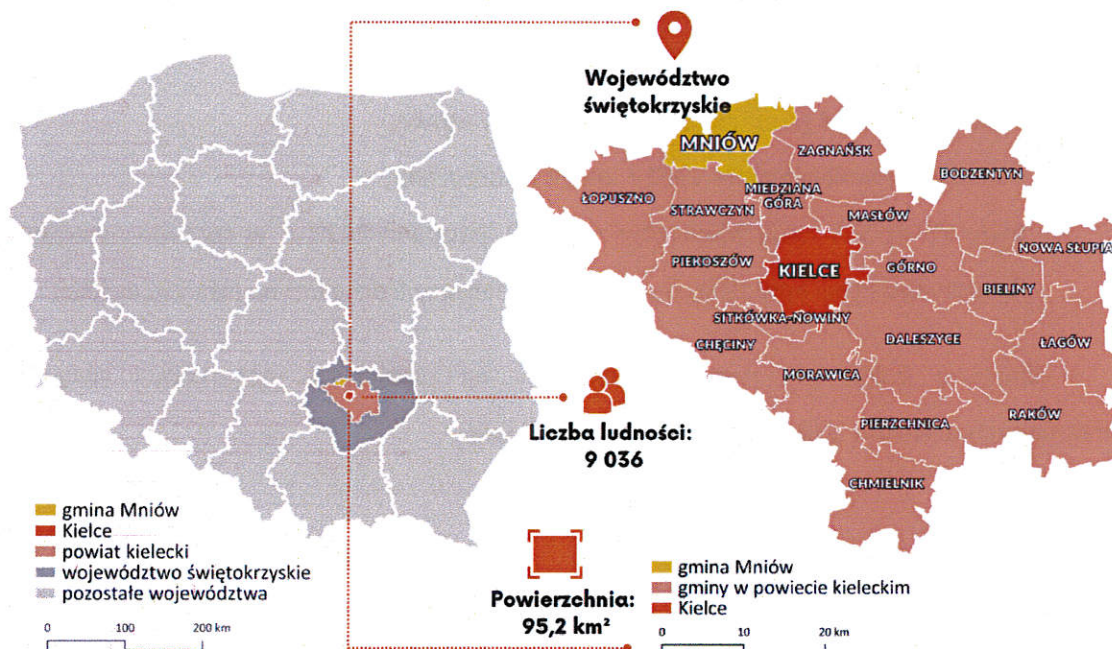 Województwo
świętokrzyskie
MNIÓW
ZAGNAŃSK
BODZENTYN
ŁOPUSZNO
MIEDZIANA
GÓRA
STRAWCZYN
MASŁÓW
NOWA SŁUPIA
PIEKOSZÓW
KIELCE
GÓRNO
BIELINY
SITKÓWKA-NOWINY
CHĘCINY
DALESZYCE
ŁAGÓW
MORAWICA
RAKÓW
PIERZCHNICA
CHMIELNIK
Liczba ludności:
9 036
gmina Mniów
Kielce
powiat kielecki
województwo świętokrzyskie
pozostałe województwa
0 100 200 km
Powierzchnia:
95,2 km²
gmina Mniów
gminy w powiecie kieleckim
Kielce
0 10 20 km